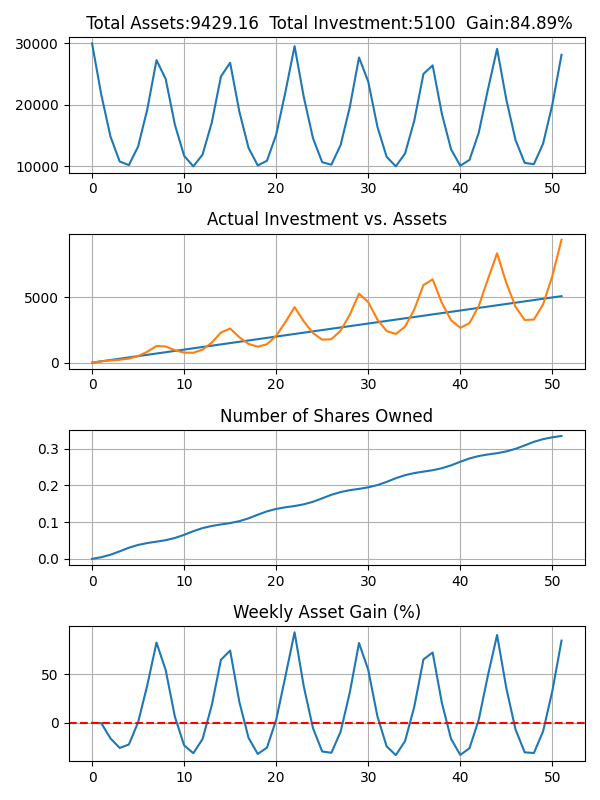 Total Assets:9429.16  Total Investment:5100  Gain:84.89%
30000
20000
10000
0 10 20 30 40 50
Actual Investment vs. Assets
5000
0
0 10 20 30 40 50
Number of Shares Owned
0.3
0.2
0.1
0.0
0 10 20 30 40 50
Weekly Asset Gain (%)
50
0
0 10 20 30 40 50